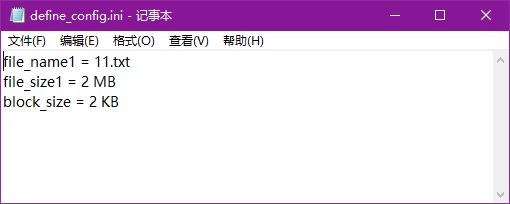 define_config.ini - 记事本
文件(F) 编辑(E) 格式(O) 查看(V) 帮助(H)
file_name1 = 11.txt
file_size1 = 2 MB
block_size = 2 KB